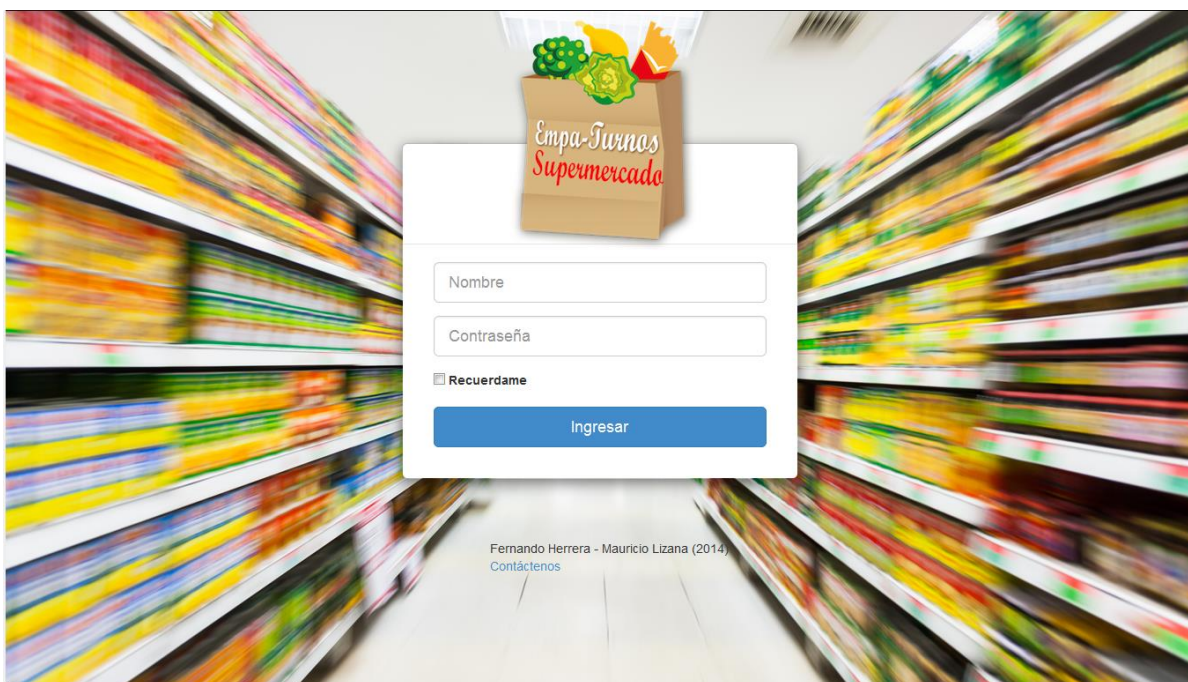 Empa-Turnos
Supermercado
Nombre
Contraseña
Recuerdame
Ingresar
Fernando Herrera - Mauricio Lizana (2014)
Contáctenos